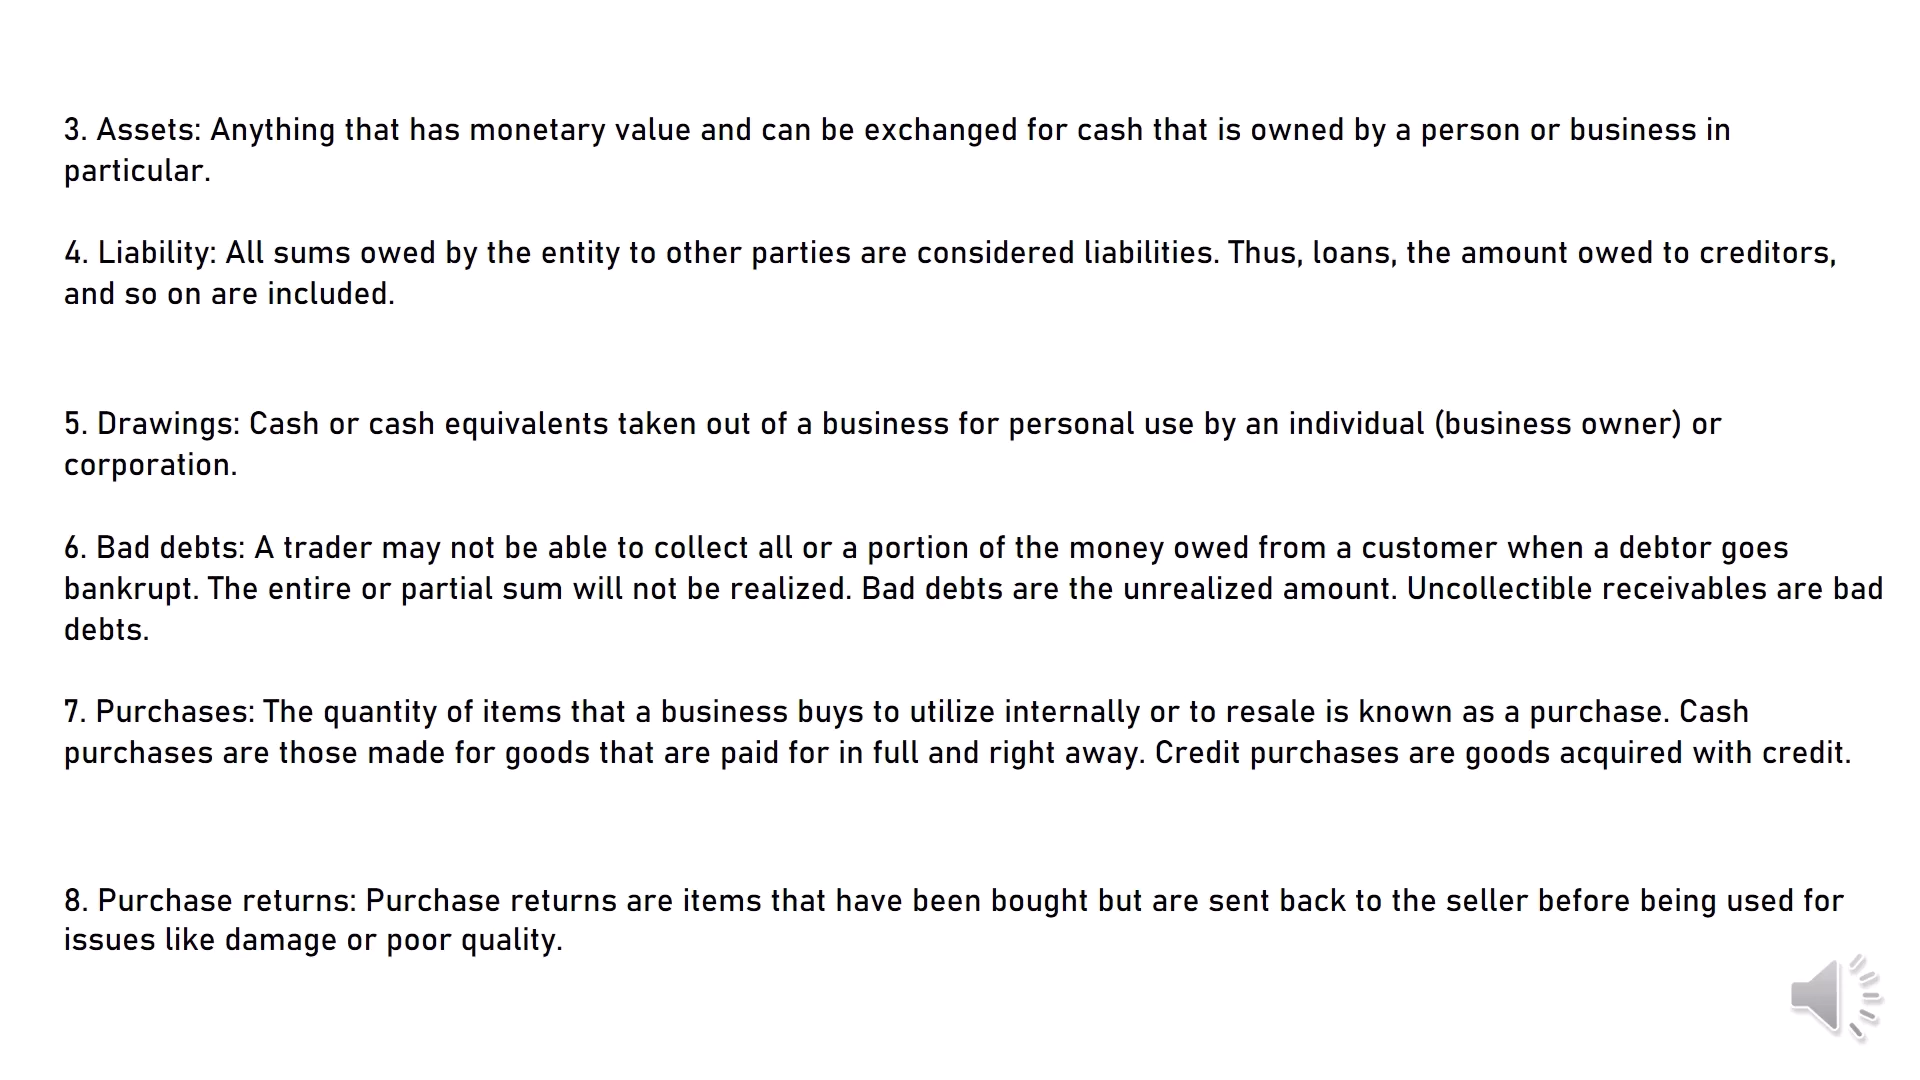 3. Assets: Anything that has monetary value and can be exchanged for cash that is owned by a person or business in
particular.
4. Liability: All sums owed by the entity to other parties are considered liabilities. Thus, loans, the amount owed to creditors,
and so on are included.
5. Drawings: Cash or cash equivalents taken out of a business for personal use by an individual (business owner) or
corporation.
6. Bad debts: A trader may not be able to collect all or a portion of the money owed from a customer when a debtor goes
bankrupt. The entire or partial sum will not be realized. Bad debts are the unrealized amount. Uncollectible receivables are bad
debts.
7. Purchases: The quantity of items that a business buys to utilize internally or to resale is known as a purchase. Cash
purchases are those made for goods that are paid for in full and right away. Credit purchases are goods acquired with credit.
8. Purchase returns: Purchase returns are items that have been bought but are sent back to the seller before being used for
issues like damage or poor quality.